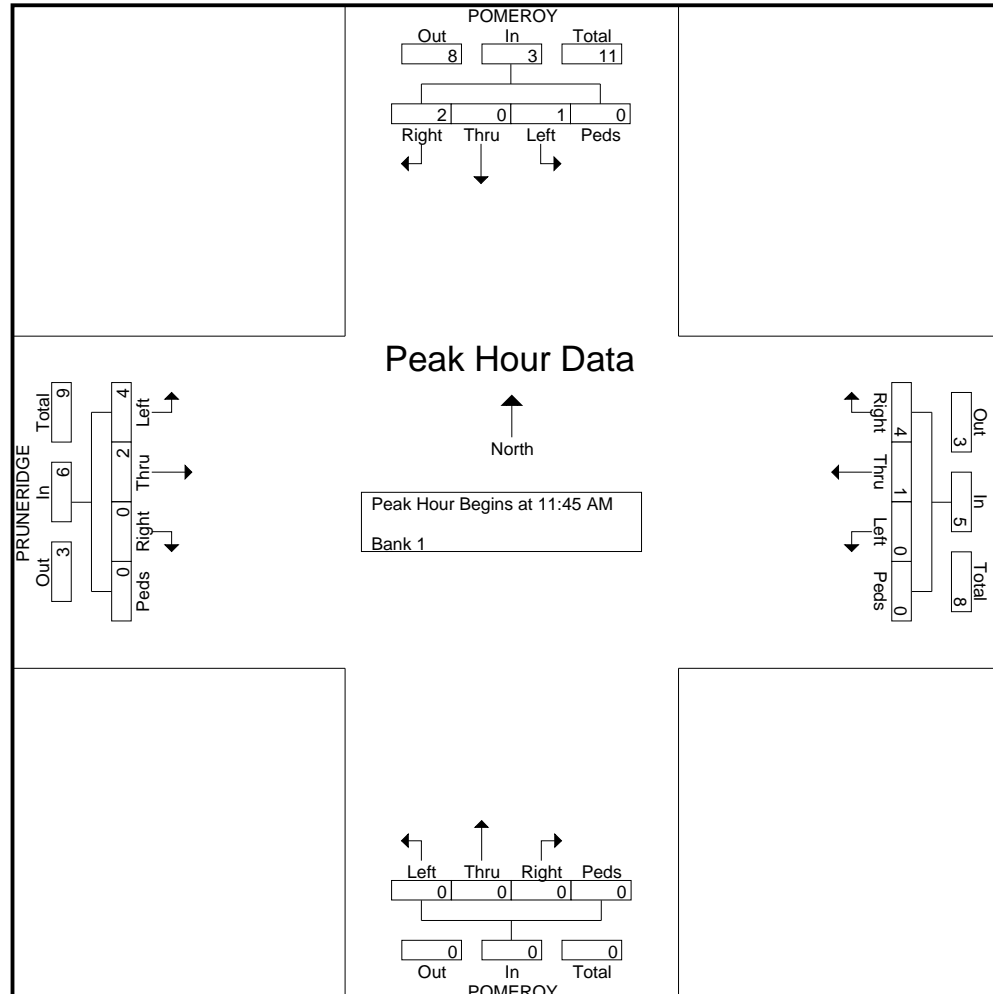 POMEROY
Out In Total
8 3 11
2 0 1 0
Right Thru Left Peds
Peak Hour Data
North
Peak Hour Begins at 11:45 AM
Bank 1
PRUNERIDGE
Out In Total
3 6 9
4 2 0 0
Left Thru Right Peds
Right Thru Left Peds
4 1 0 0
Out In Total
3 5 8
Left Thru Right Peds
0 0 0 0
0 0 0
Out In Total
POMEROY